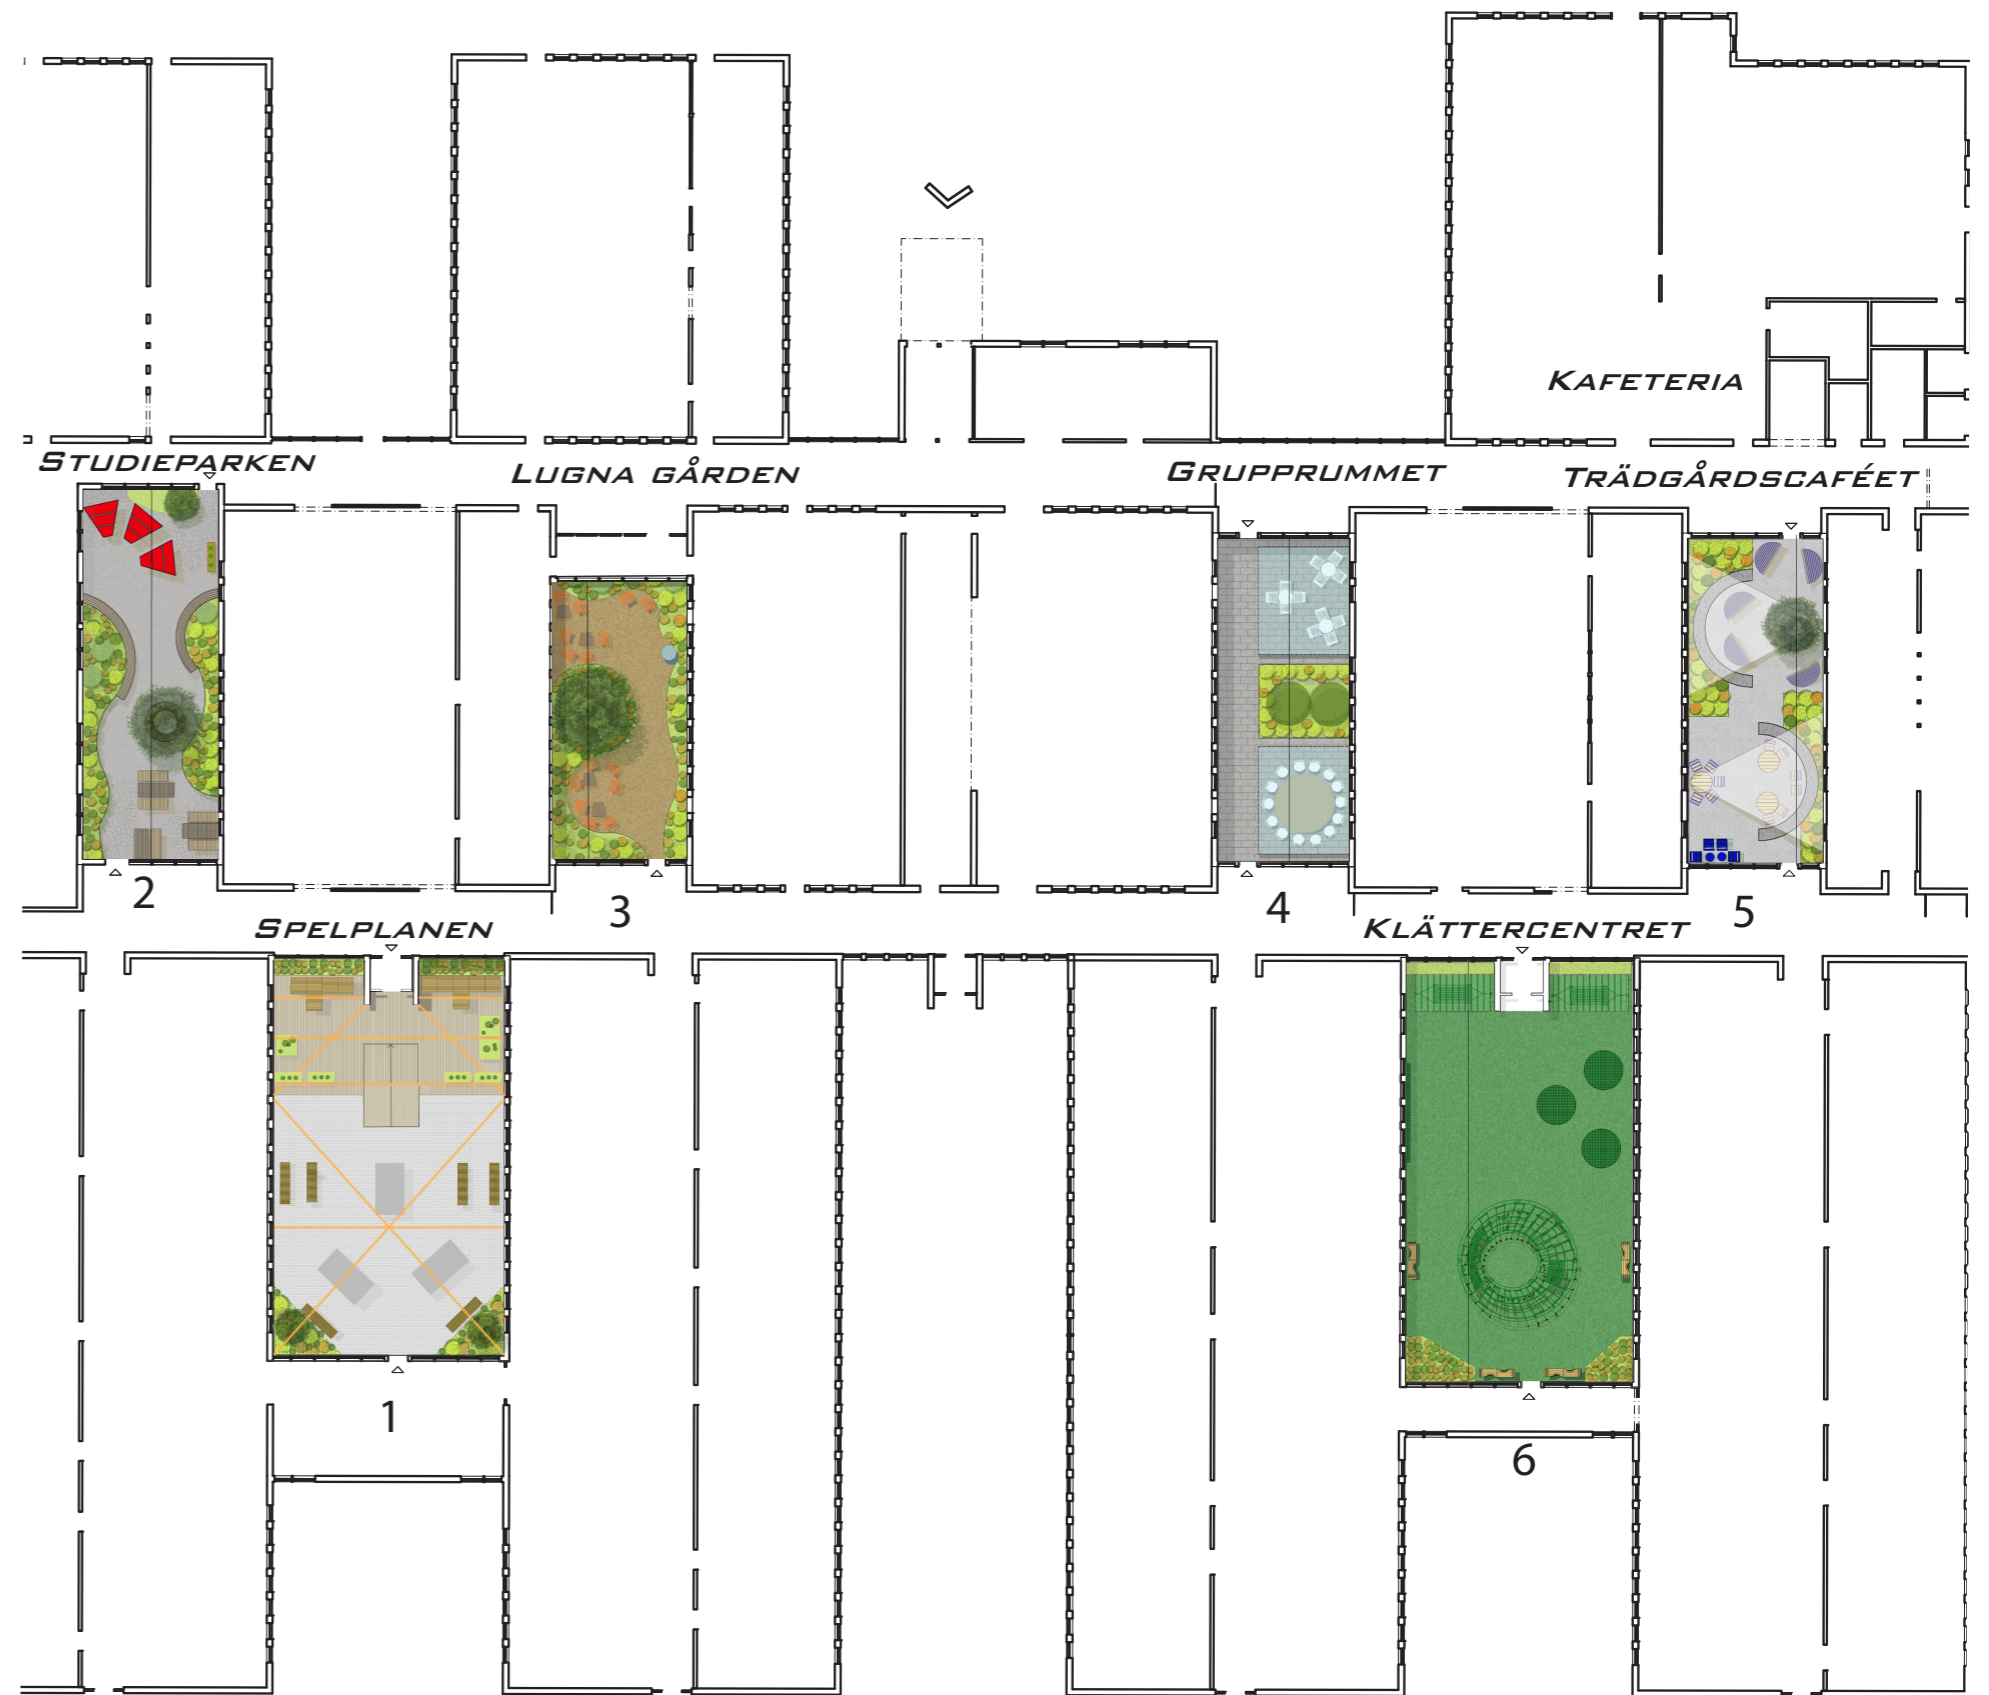 KAFETERIA
STUDIEPARKEN
LUGNA GÅRDEN
GRUPPRUMMET
TRÄDGÅRDSCAFÉET
2
3
4
5
SPELPLANEN
KLÄTTERCENTRET
1
6